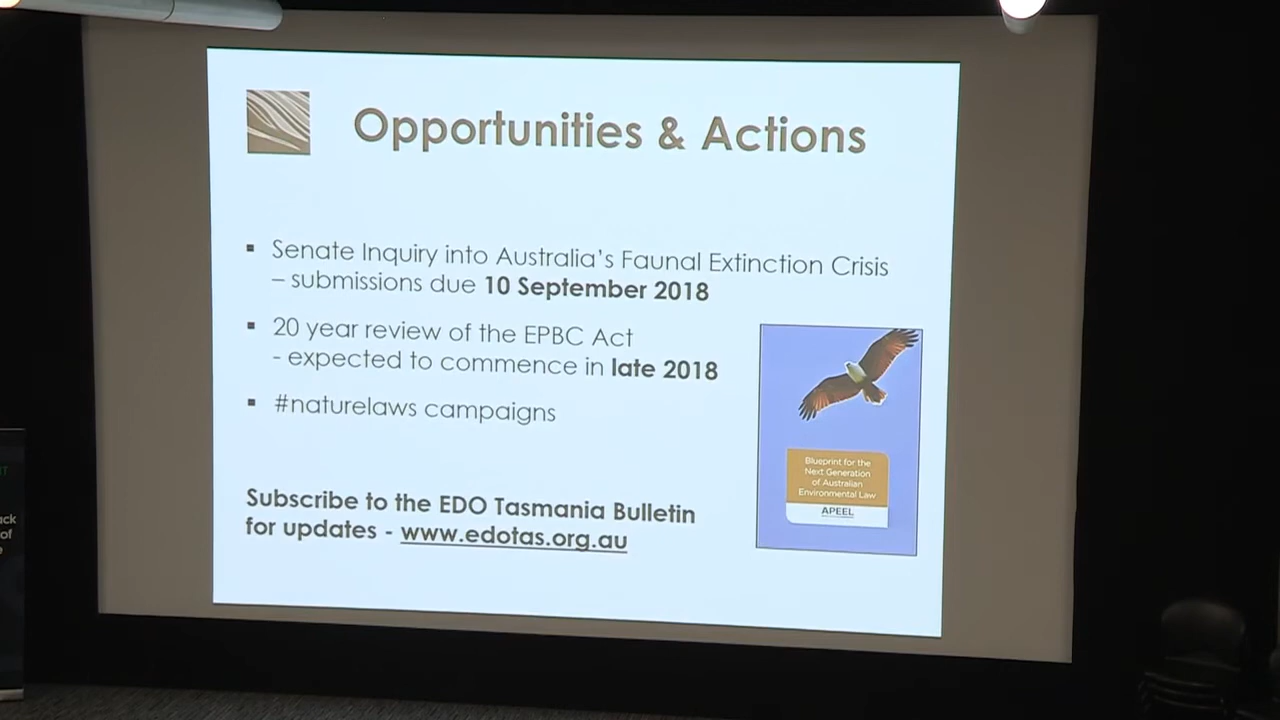 Opportunities & Actions
▪ Senate Inquiry into Australia's Faunal Extinction Crisis
– submissions due 10 September 2018
▪ 20 year review of the EPBC Act
- expected to commence in late 2018
▪ #naturelaws campaigns
Subscribe to the EDO Tasmania Bulletin
for updates - www.edotas.org.au
Blueprint for the
Next Generation
of Australian
Environmental Law
APEEL
of